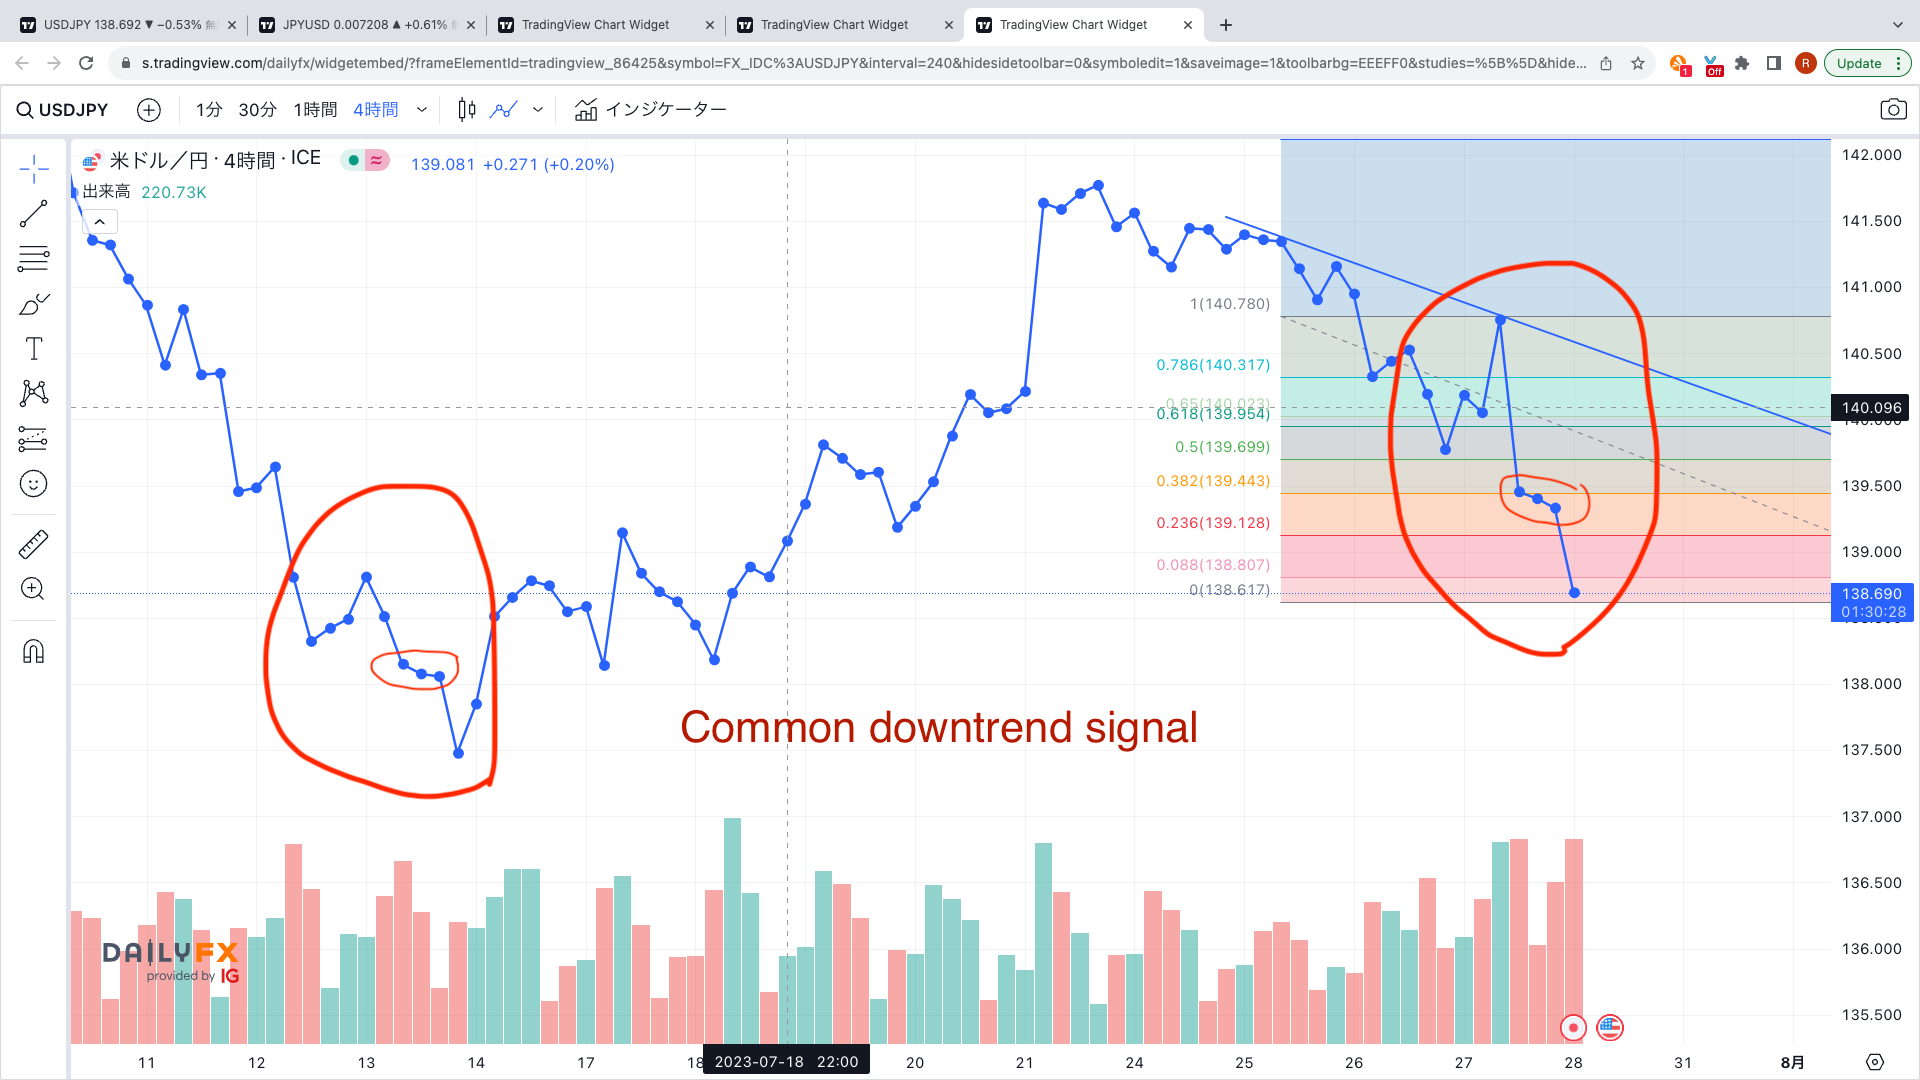 USDJPY 138.692 ▼ −0.53% 無
JPYUSD 0.007208 ▲ +0.61%
TradingView Chart Widget
TradingView Chart Widget
TradingView Chart Widget
s.tradingview.com/dailyfx/widgetembed/?frameElementId=tradingview_86425&symbol=FX_IDC%3AUSDJPY&interval=240&hidesidetoolbar=0&symboledit=1&saveimage=1&toolbarbg=EEEFF0&studies=%5B%5D&hide...
1
Off
R
Update
USDJPY
1分 30分 1時間 4時間
インジケーター
米ドル／円 · 4時間 · ICE
139.081 +0.271 (+0.20%)
出来高 220.73K
142.000
141.500
141.000
140.500
140.096
139.500
139.000
138.690
01:30:28
138.000
137.500
137.000
136.500
136.000
135.500
1(140.780)
0.786(140.317)
0.65(140.023)
0.618(139.954)
0.5(139.699)
0.382(139.443)
0.236(139.128)
0.088(138.807)
0(138.617)
Common downtrend signal
DAILYFX
provided by IG
11 12 13 14 17 18 2023-07-18 22:00 20 21 24 25 26 27 28 31 8月